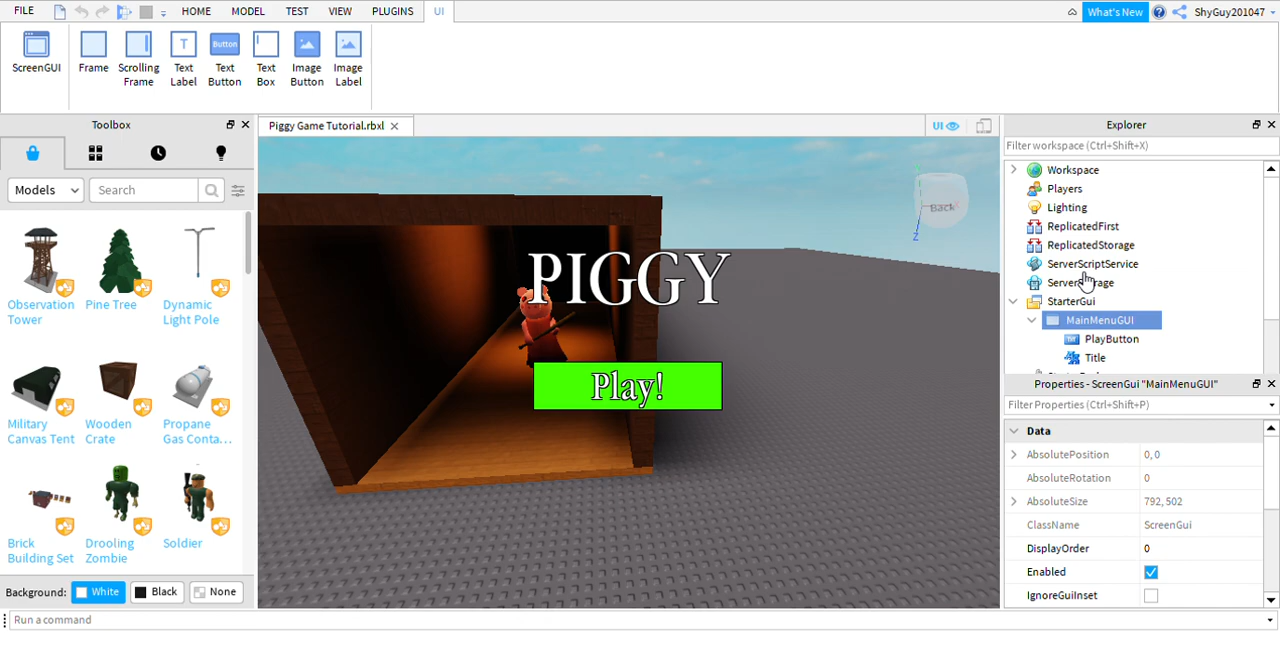 FILE HOME MODEL TEST VIEW PLUGINS UI What's New ShyGuy201047
ScreenGUI Frame Scrolling Frame Text Label Text Button Text Box Image Button Image Label
T Button
Toolbox
Piggy Game Tutorial.rbxl
UI
Explorer
Models Search
Filter workspace (Ctrl+Shift+X)
Workspace
Players
Lighting
ReplicatedFirst
ReplicatedStorage
ServerScriptService
StarterGui
MainMenuGUI
PlayButton
Title
Back
Z
PIGGY
Play!
Observation Tower
Pine Tree
Dynamic Light Pole
Military Canvas Tent
Wooden Crate
Propane Gas Conta...
Brick Building Set
Drooling Zombie
Soldier
Properties - ScreenGui "MainMenuGUI"
Filter Properties (Ctrl+Shift+P)
Data
AbsolutePosition 0, 0
AbsoluteRotation 0
AbsoluteSize 792, 502
ClassName ScreenGui
DisplayOrder 0
Enabled
IgnoreGuiInset
Background: White Black None
Run a command